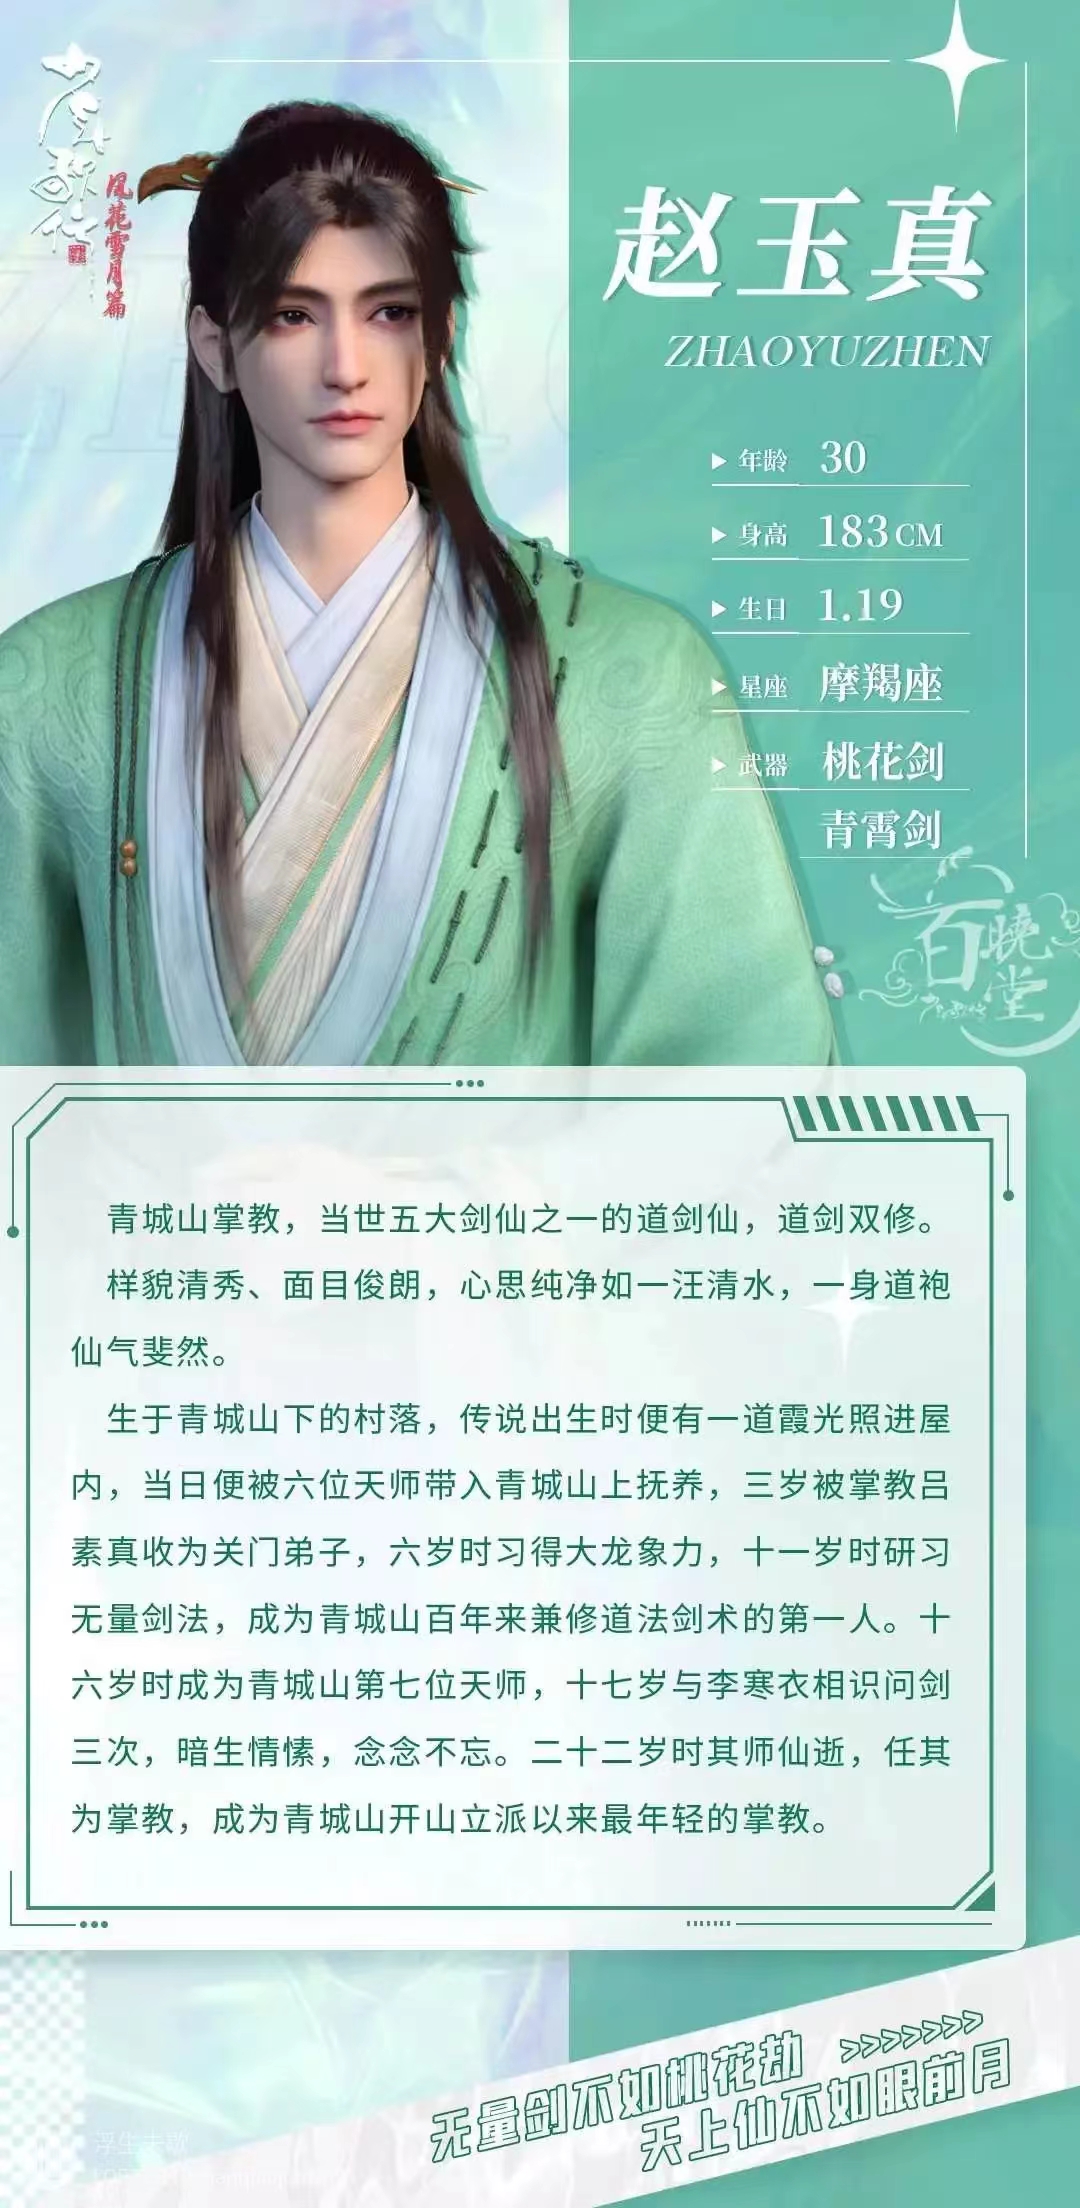 少年歌行
风花雪月篇
赵玉真
ZHAOYUZHEN
年龄 30
身高 183CM
生日 1.19
星座 摩羯座
武器 桃花剑
青霄剑
百晓堂
青城山掌教，当世五大剑仙之一的道剑仙，道剑双修。
样貌清秀、面目俊朗，心思纯净如一汪清水，一身道袍
仙气斐然。
生于青城山下的村落，传说出生时便有一道霞光照进屋
内，当日便被六位天师带入青城山上抚养，三岁被掌教吕
素真收为关门弟子，六岁时习得大龙象力，十一岁时研习
无量剑法，成为青城山百年来兼修道法剑术的第一人。十
六岁时成为青城山第七位天师，十七岁与李寒衣相识问剑
三次，暗生情愫，念念不忘。二十二岁时其师仙逝，任其
为掌教，成为青城山开山立派以来最年轻的掌教。
无量剑不如桃花劫 >>>>>>>
天上仙不如眼前月